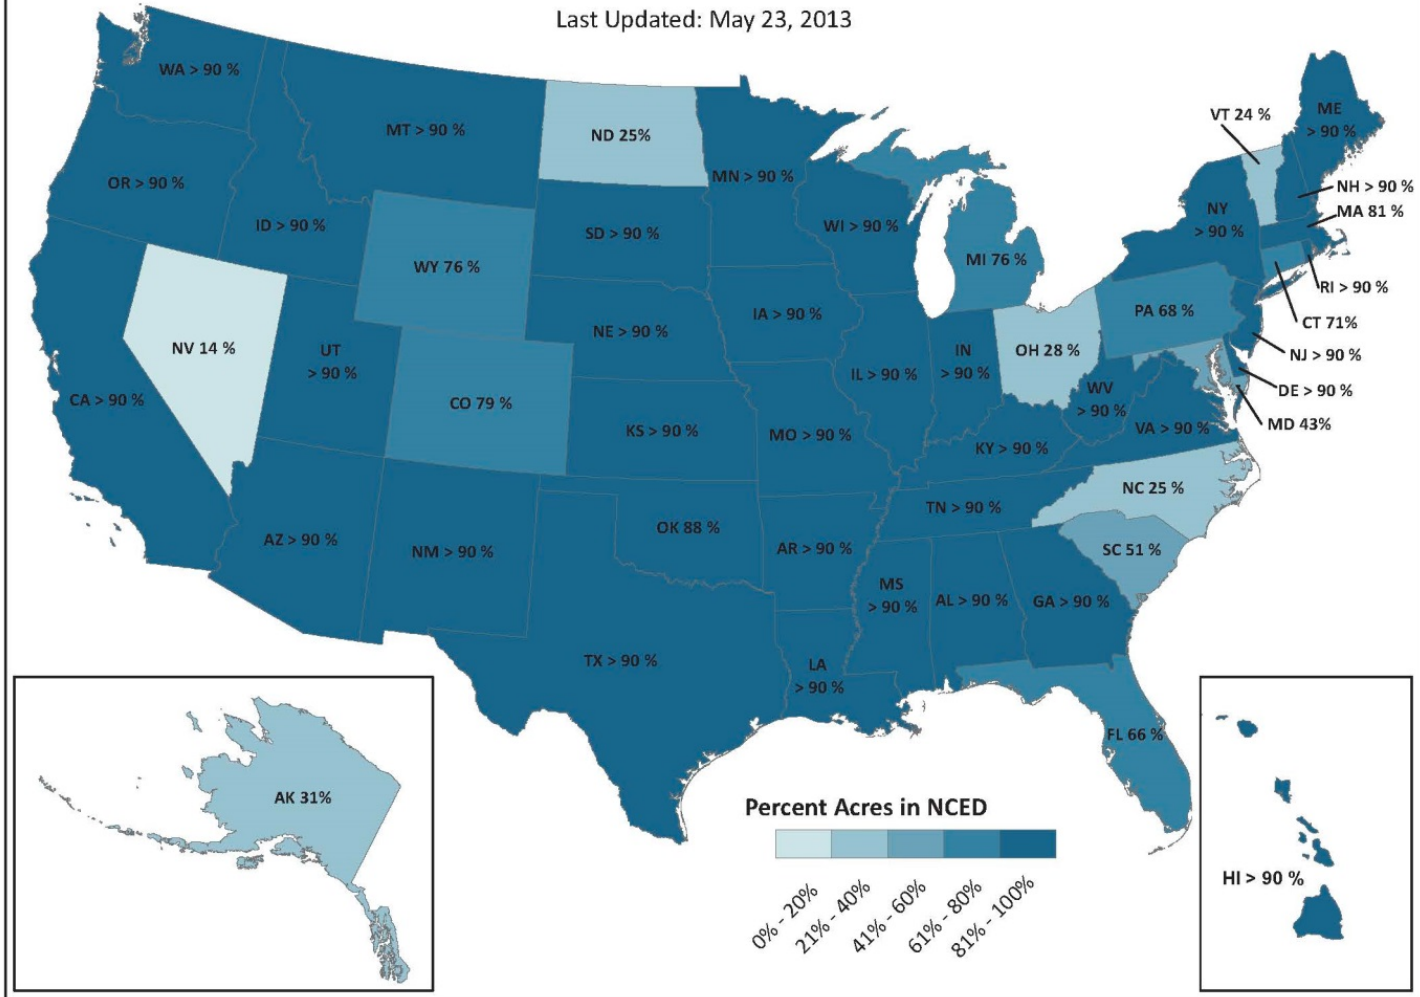 Last Updated: May 23, 2013
WA > 90 %
MT > 90 %
ND 25%
MN > 90 %
VT 24 %
ME
> 90 %
OR > 90 %
ID > 90 %
SD > 90 %
WI > 90 %
NY
> 90 %
NH > 90 %
MA 81 %
WY 76 %
MI 76 %
RI > 90 %
NV 14 %
UT
> 90 %
NE > 90 %
IA > 90 %
PA 68 %
CT 71%
IL > 90 %
IN
> 90 %
OH 28 %
NJ > 90 %
CA > 90 %
CO 79 %
WV
> 90 %
DE > 90 %
KS > 90 %
MO > 90 %
KY > 90 %
VA > 90 %
MD 43%
AZ > 90 %
NM > 90 %
OK 88 %
AR > 90 %
TN > 90 %
NC 25 %
SC 51 %
MS
> 90 %
AL > 90 %
GA > 90 %
TX > 90 %
LA
> 90 %
FL 66 %
AK 31%
HI > 90 %
Percent Acres in NCED
0% - 20%
21% - 40%
41% - 60%
61% - 80%
81% - 100%